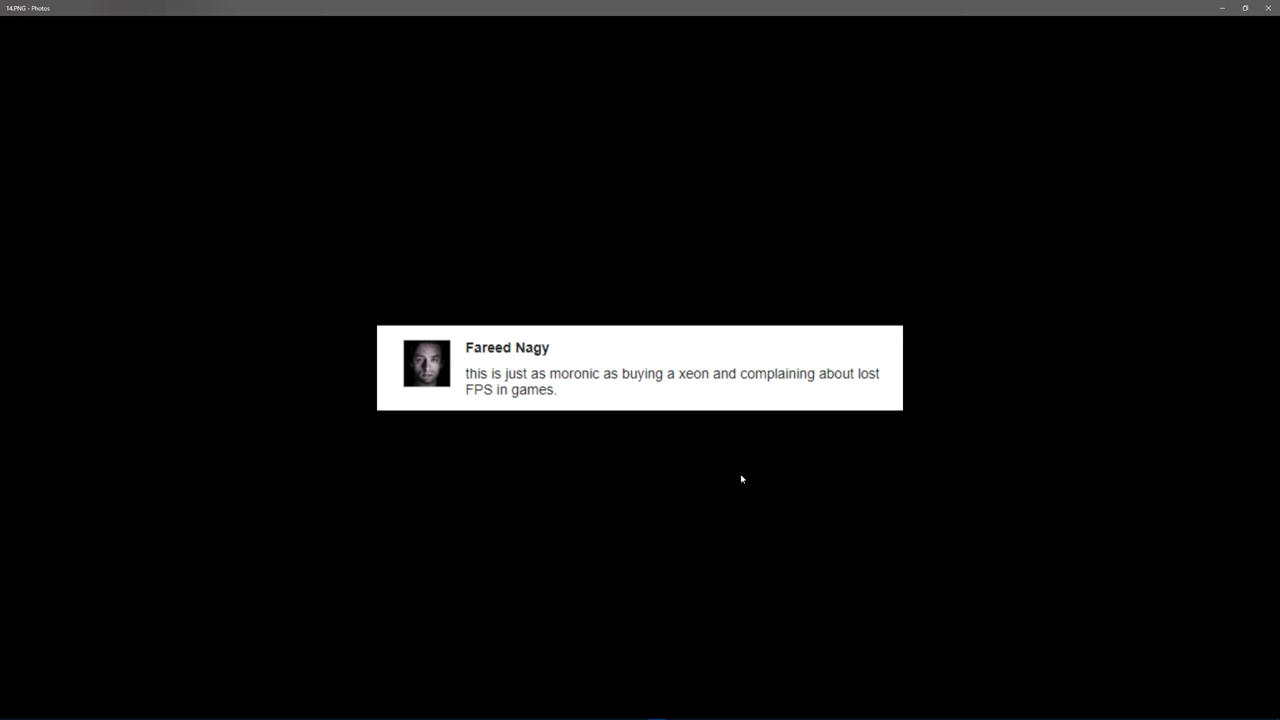 14.PNG - Photos
Fareed Nagy
this is just as moronic as buying a xeon and complaining about lost
FPS in games.